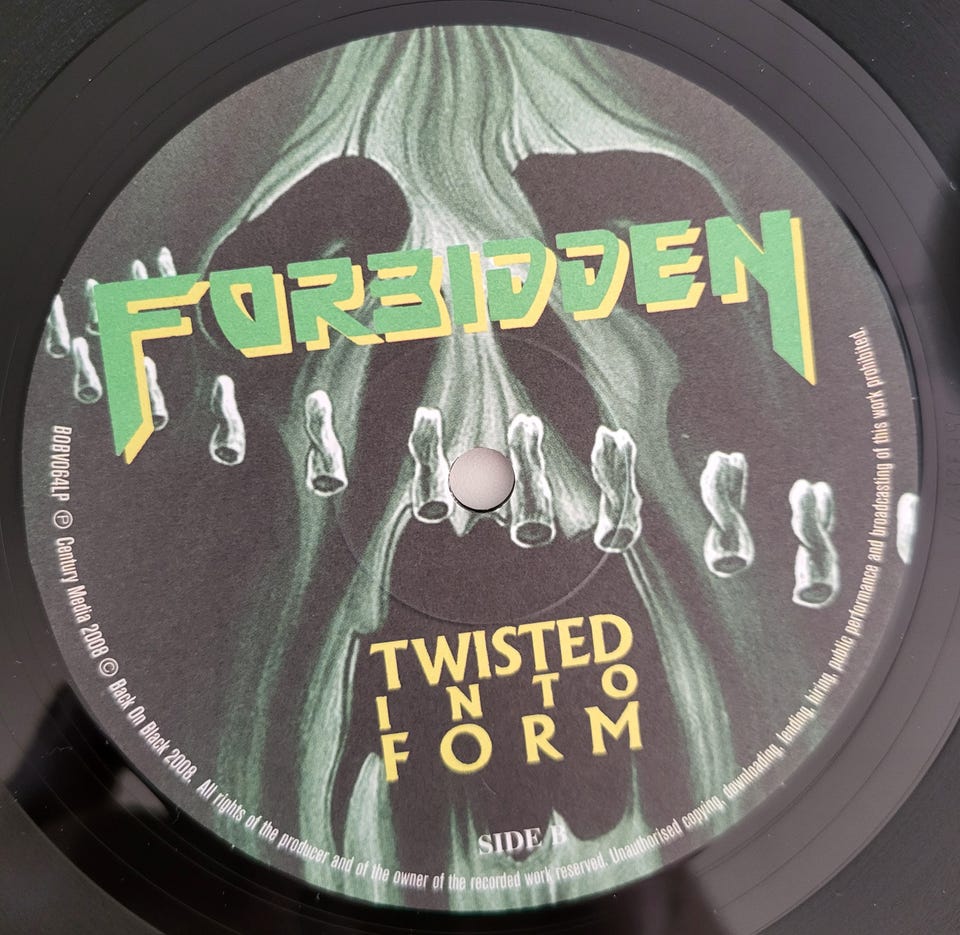 FORBIDDEN
TWISTED
INTO
FORM
SIDE B
BOBV064LP ℗ Century Media 2008 © Back On Black 2008. All rights of the producer and of the owner of the recorded work reserved. Unauthorised copying, downloading, lending, hiring, public performance and broadcasting of this work prohibited.